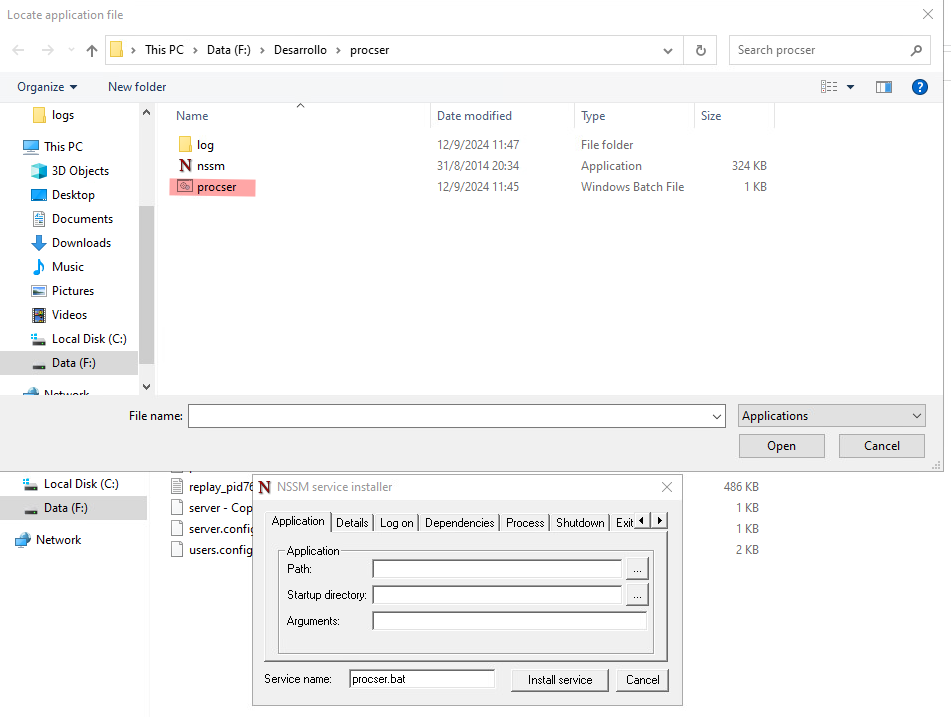 Locate application file
This PC > Data (F:) > Desarrollo > procser
Search procser
Organize
New folder
?
logs
This PC
3D Objects
Desktop
Documents
Downloads
Music
Pictures
Videos
Local Disk (C:)
Data (F:)
Network
Name Date modified Type Size
log 12/9/2024 11:47 File folder
nssm 31/8/2014 20:34 Application 324 KB
procser 12/9/2024 11:45 Windows Batch File 1 KB
File name:
Applications
Open Cancel
Local Disk (C:)
Data (F:)
Network
replay_pid76 486 KB
server - Cop 1 KB
server.config 1 KB
users.config 2 KB
NSSM service installer
Application Details Log on Dependencies Process Shutdown Exit
Application
Path: ...
Startup directory: ...
Arguments:
Service name: procser.bat Install service Cancel